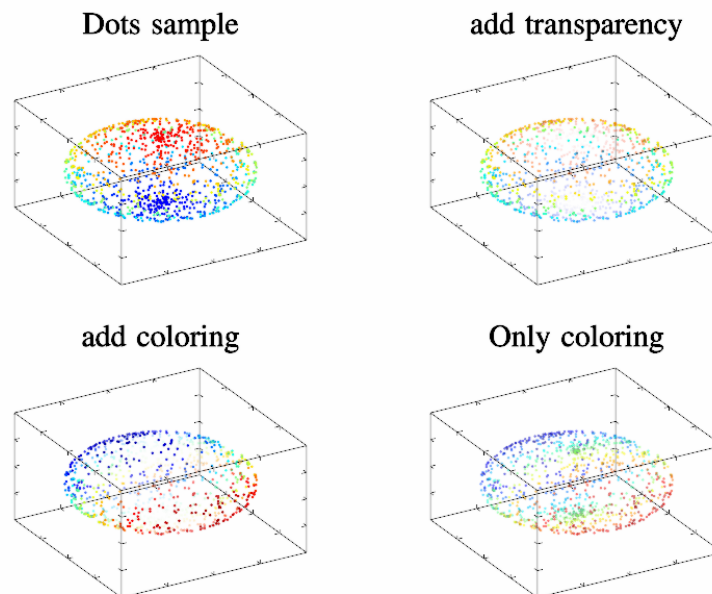 Dots sample
add transparency
add coloring
Only coloring